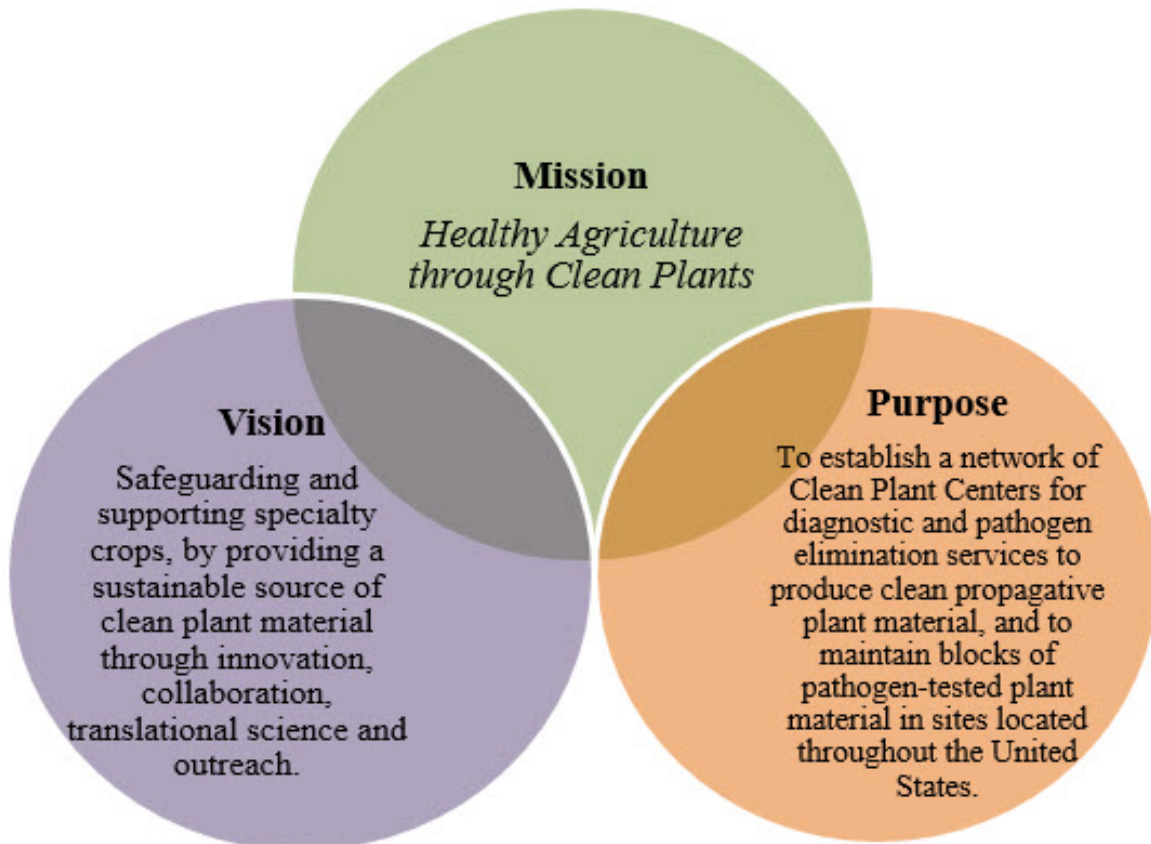 Mission
Healthy Agriculture
through Clean Plants
Vision
Safeguarding and
supporting specialty
crops, by providing a
sustainable source of
clean plant material
through innovation,
collaboration,
translational science and
outreach.
Purpose
To establish a network of
Clean Plant Centers for
diagnostic and pathogen
elimination services to
produce clean propagative
plant material, and to
maintain blocks of
pathogen-tested plant
material in sites located
throughout the United
States.